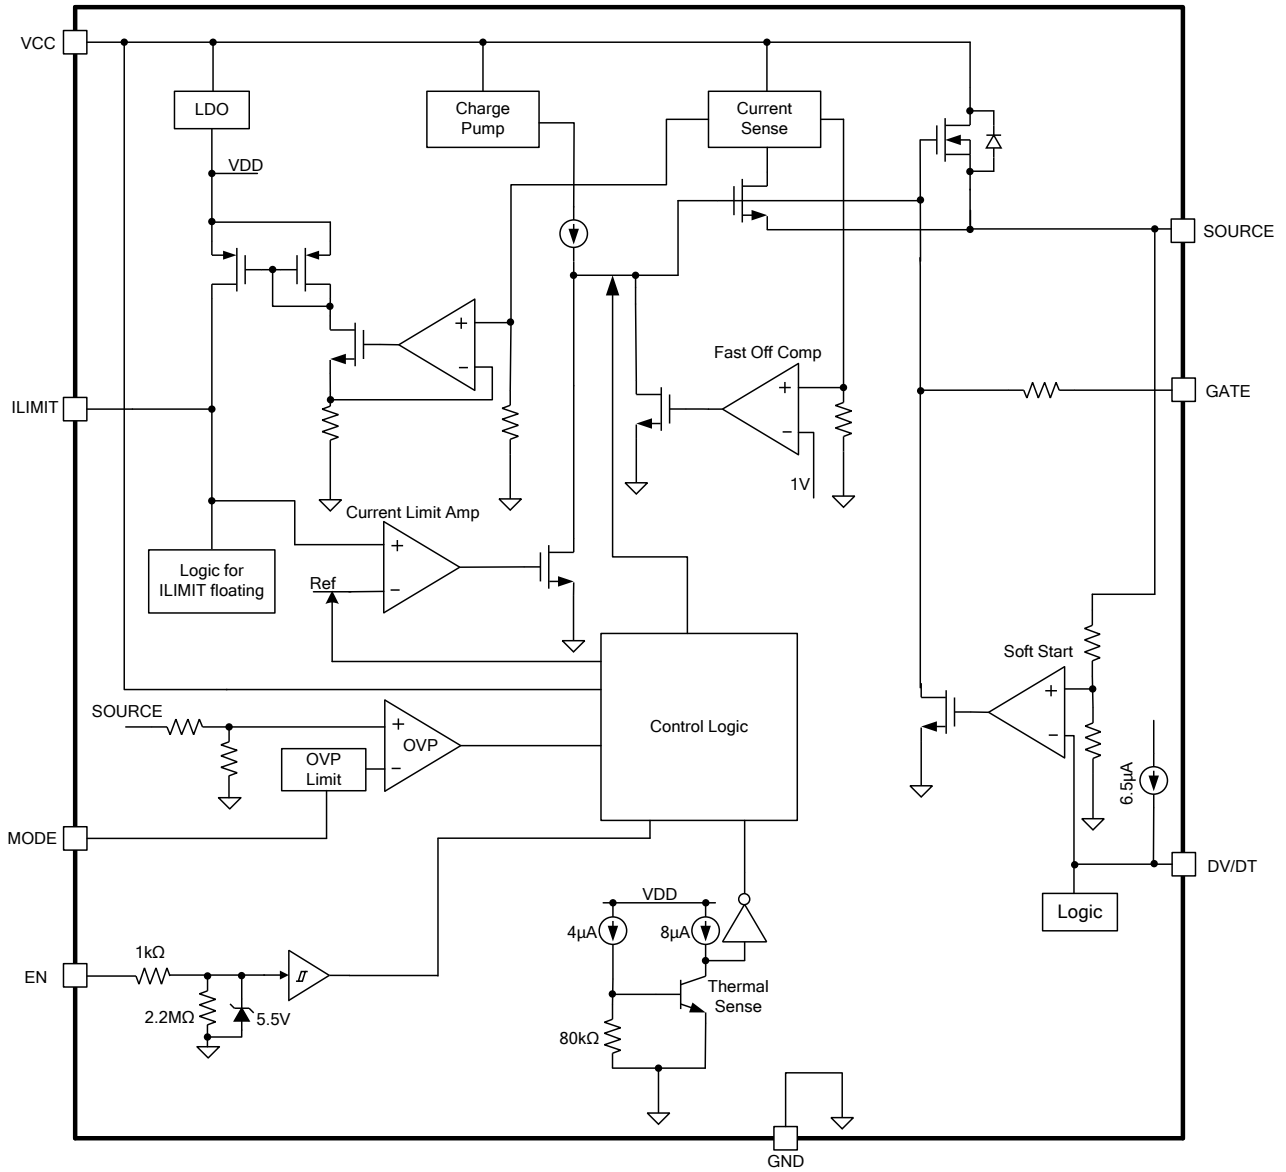 VCC
LDO
Charge
Pump
Current
Sense
VDD
SOURCE
Fast Off Comp
+
−
+
−
ILIMIT
GATE
1V
Current Limit Amp
+
−
Logic for
ILIMIT floating
Ref
Soft Start
+
−
SOURCE
Control Logic
+
OVP
−
OVP
Limit
6.5µA
MODE
DV/DT
VDD
Logic
4µA
8µA
1kΩ
EN
Thermal
Sense
2.2MΩ
5.5V
80kΩ
GND